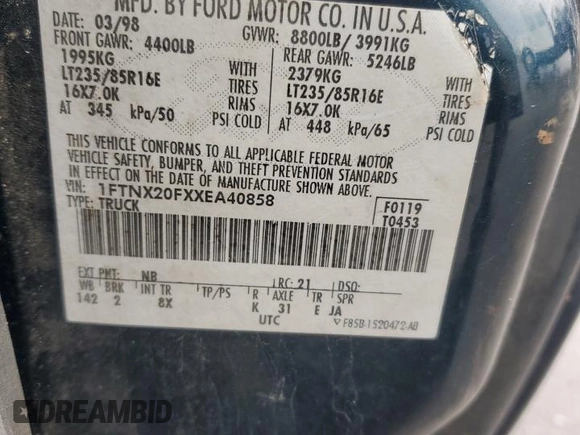 MFD. BY FORD MOTOR CO. IN U.S.A.
DATE: 03/98 GVWR: 8800LB/ 3991KG
FRONT GAWR: 4400LB REAR GAWR: 5246LB
1995KG WITH 2379KG WITH
LT235/85R16E TIRES LT235/85R16E TIRES
16X7.0K RIMS 16X7.0K RIMS
AT 345 kPa/50 PSI COLD AT 448 kPa/65 PSI COLD
THIS VEHICLE CONFORMS TO ALL APPLICABLE FEDERAL MOTOR
VEHICLE SAFETY, BUMPER, AND THEFT PREVENTION STANDARDS
IN EFFECT ON THE DATE OF MANUFACTURE SHOWN ABOVE.
VIN: 1FTNX20FXXEA40858
TYPE: TRUCK
F0119
T0453
EXT PNT: NB RC: 21 DSO:
WB BRK INT TR TP/PS R AXLE TR SPR
142 2 8X K 31 E JA
UTC
F85B-1520472-AB
DREAMBID